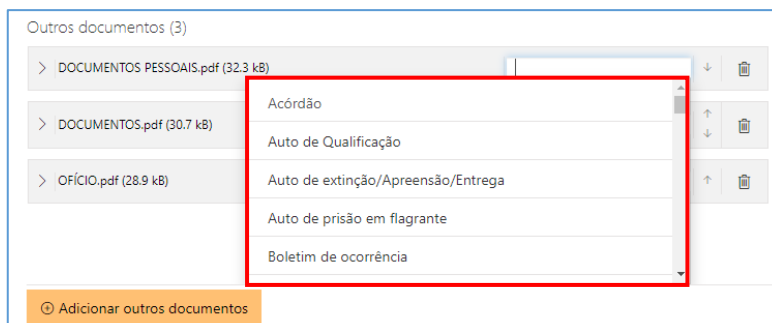 Outros documentos (3)
DOCUMENTOS PESSOAIS.pdf (32.3 kB)
Acórdão
DOCUMENTOS.pdf (30.7 kB)
Auto de Qualificação
OFÍCIO.pdf (28.9 kB)
Auto de extinção/Apreensão/Entrega
Auto de prisão em flagrante
Boletim de ocorrência
Adicionar outros documentos